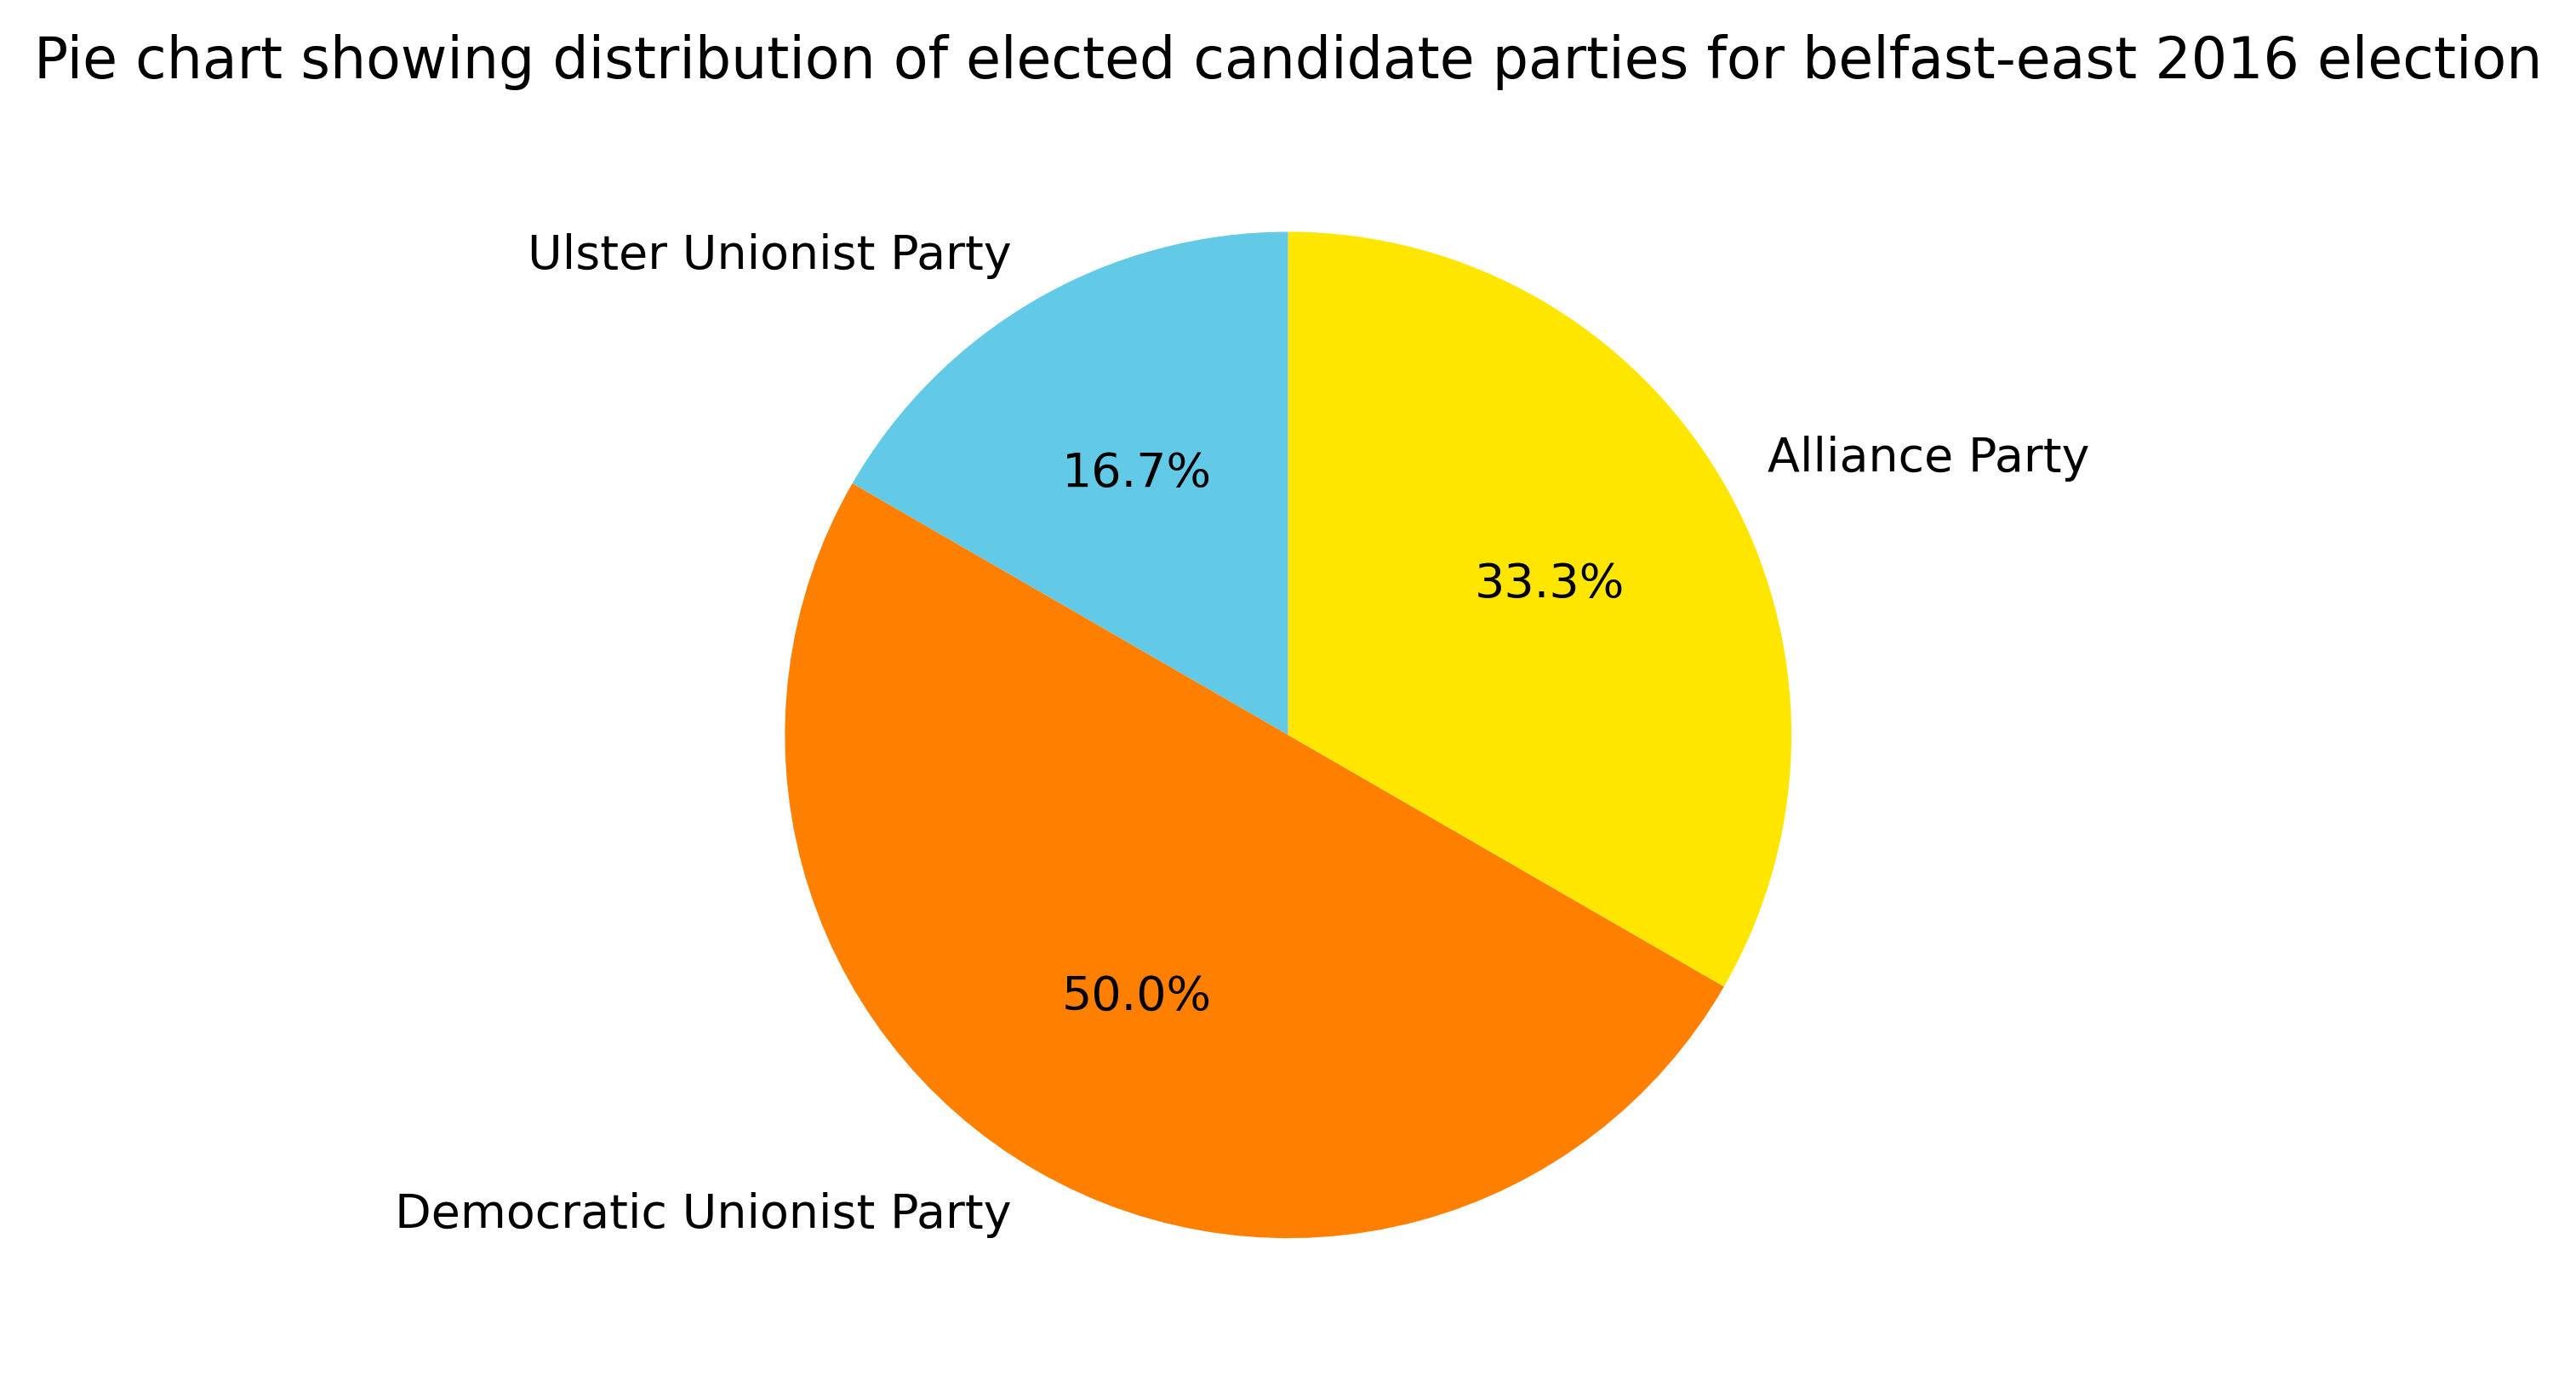 Pie chart showing distribution of elected candidate parties for belfast-east 2016 election
Ulster Unionist Party
Alliance Party
16.7%
33.3%
50.0%
Democratic Unionist Party